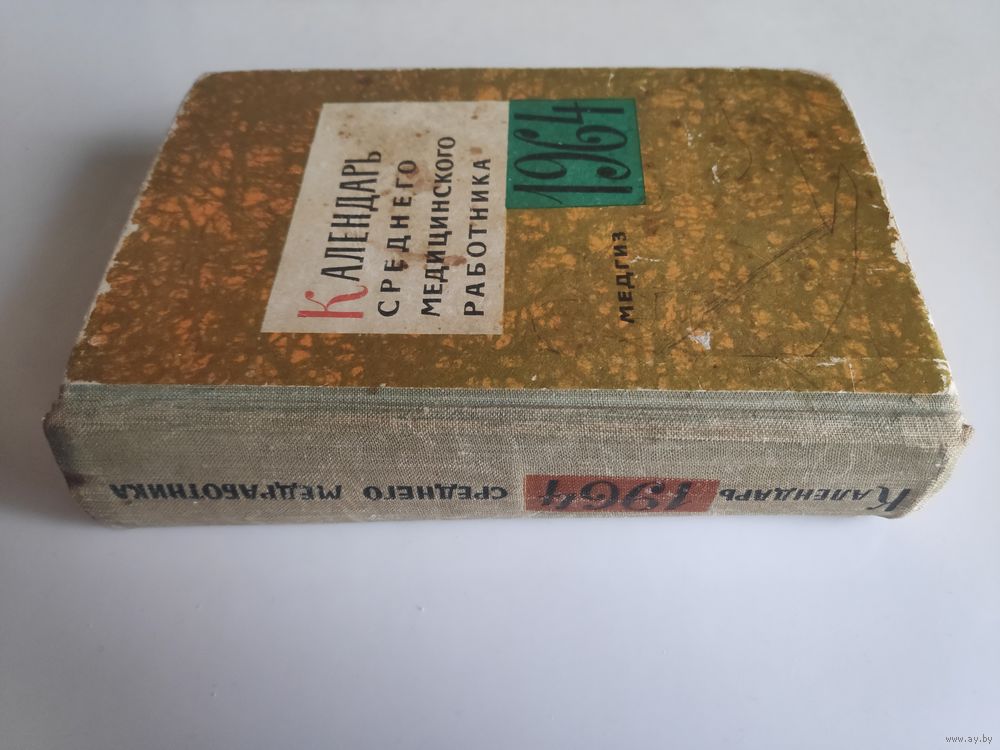 КАЛЕНДАРЬ
СРЕДНЕГО
МЕДИЦИНСКОГО
РАБОТНИКА
1964
МЕДГИЗ
КАЛЕНДАРЬ 1964 СРЕДНЕГО МЕДРАБОТНИКА
www.ay.by